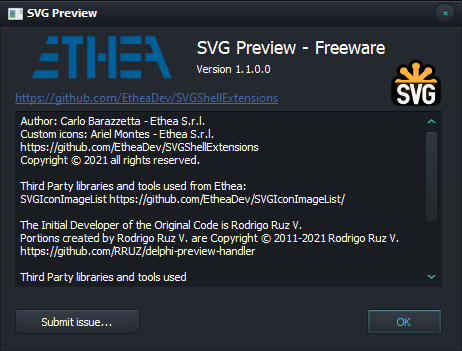 SVG Preview
ETHEA
SVG Preview - Freeware
Version 1.1.0.0
SVG
https://github.com/EtheaDev/SVGShellExtensions
Author: Carlo Barazzetta - Ethea S.r.l.
Custom icons: Ariel Montes - Ethea S.r.l.
https://github.com/EtheaDev/SVGShellExtensions
Copyright © 2021 all rights reserved.
Third Party libraries and tools used from Ethea:
SVGIconImageList https://github.com/EtheaDev/SVGIconImageList/
The Initial Developer of the Original Code is Rodrigo Ruz V.
Portions created by Rodrigo Ruz V. are Copyright © 2011-2021 Rodrigo Ruz V.
https://github.com/RRUZ/delphi-preview-handler
Third Party libraries and tools used
Submit issue...
OK